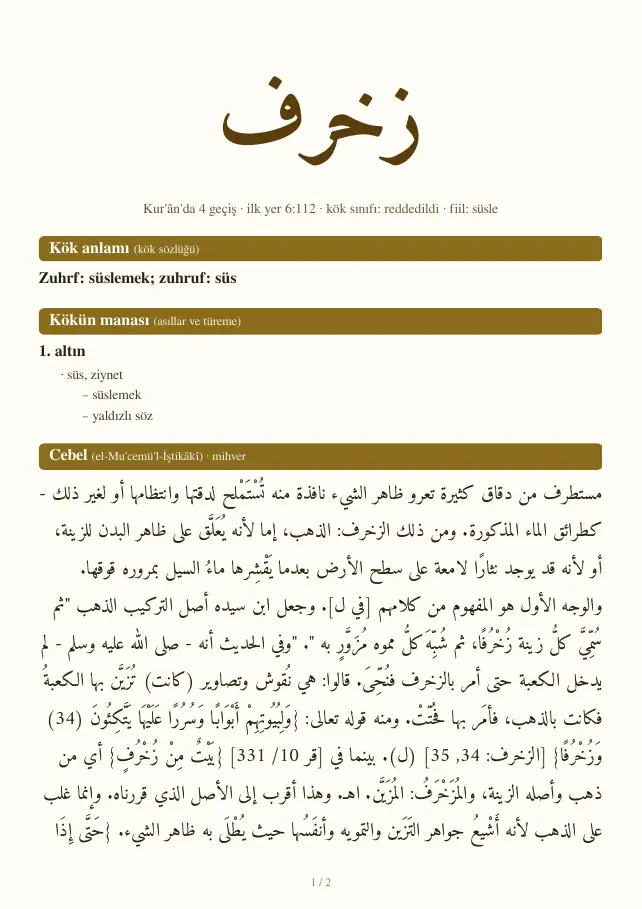 زخرف
Kur'ân'da 4 geçiş · ilk yer 6:112 · kök sınıfı: reddedildi · fiil: süsle
Kök anlamı (kök sözlüğü)
Zuhrf: süslemek; zuhruf: süs
Kökün manası (asıllar ve türeme)
1. altın
· süs, ziynet
– süslemek
– yaldızlı söz
Cebel (el-Mu'cemü'l-İştikâkî) · mihver
مستطرف من دقاق كثيرة تعرو ظاهر الشيء نافذة منه تُسْتَمْلَح لدقتها وانتظامها أو لغير ذلك -
كطرائق الماء المذكورة. ومن ذلك الزخرف: الذهب، إما لأنه يُعَلَّق على ظاهر البدن للزينة،
أو لأنه قد يوجد نثارًا لامعة على سطح الأرض بعدما يَقْشِرها ماءُ السيل بمروره قوقها.
والوجه الأول هو المفهوم من كلامهم [في ل]. وجعل ابن سيده أصل التركيب الذهب "ثم
سُمِّيَ كلُّ زينة زُخْرُفًا، ثم شُبِّهَ كلُّ مموه مُزَوَّرٍ به ". "وفي الحديث أنه - صلى الله عليه وسلم - لم
يدخل الكعبة حتى أمر بالزخرف فنُحِّىَ. قالوا: هي نُقوش وتصاوير (كانت) تُزَيَّن بها الكعبةُ
فكانت بالذهب، فأمَر بها فحُتَّتْ. ومنه قوله تعالى: {وَلِبُيُوتِهِمْ أَبْوَابًا وَسُرُرًا عَلَيْهَا يَتَّكِئُونَ (34)
وَزُخْرُفًا} [الزخرف: 34, 35] (ل). بينما في [قر 10/ 331] {بَيْتٌ مِنْ زُخْرُفٍ} أي من
ذهب وأصله الزينة، والمُزَخْرَفُ: المُزَيَّن. اهـ. وهذا أقرب إلى الأصل الذي قررناه. وإنما غلب
على الذهب لأنه أَشْيعُ جواهر التَزَين والتمويه وأنفَسُها حيث يُطْلَى به ظاهر الشيء. {حَتَّى إِذَا
1 / 2